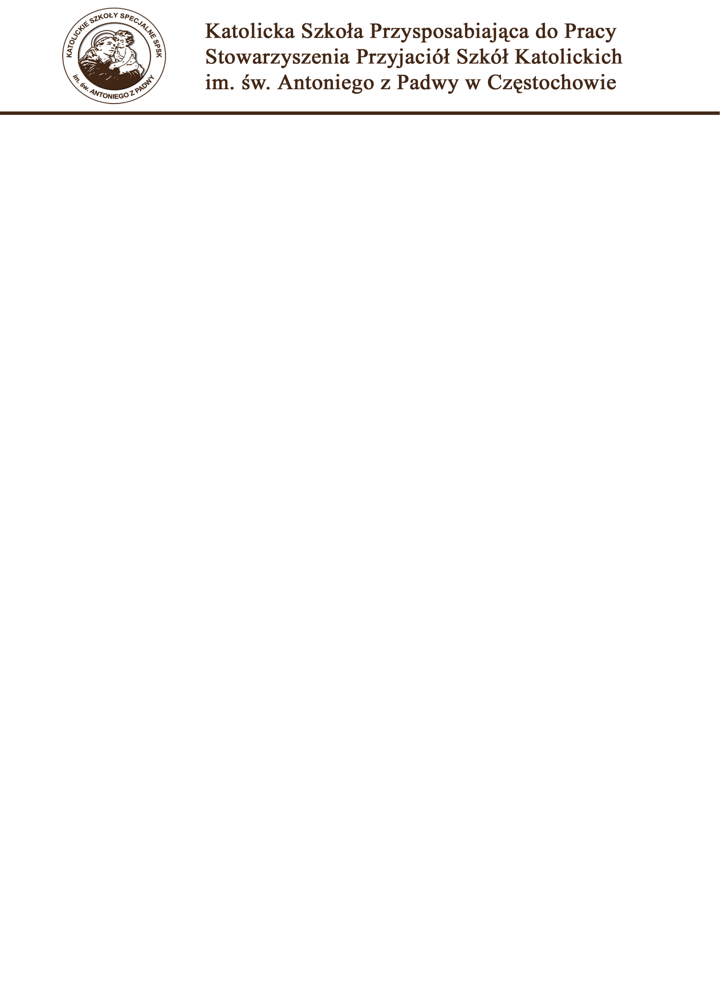 KATOLICKIE SZKOŁY SPECJALNE SPSK
im. św. ANTONIEGO Z PADWY
Katolicka Szkoła Przysposabiająca do Pracy
Stowarzyszenia Przyjaciół Szkół Katolickich
im. św. Antoniego z Padwy w Częstochowie